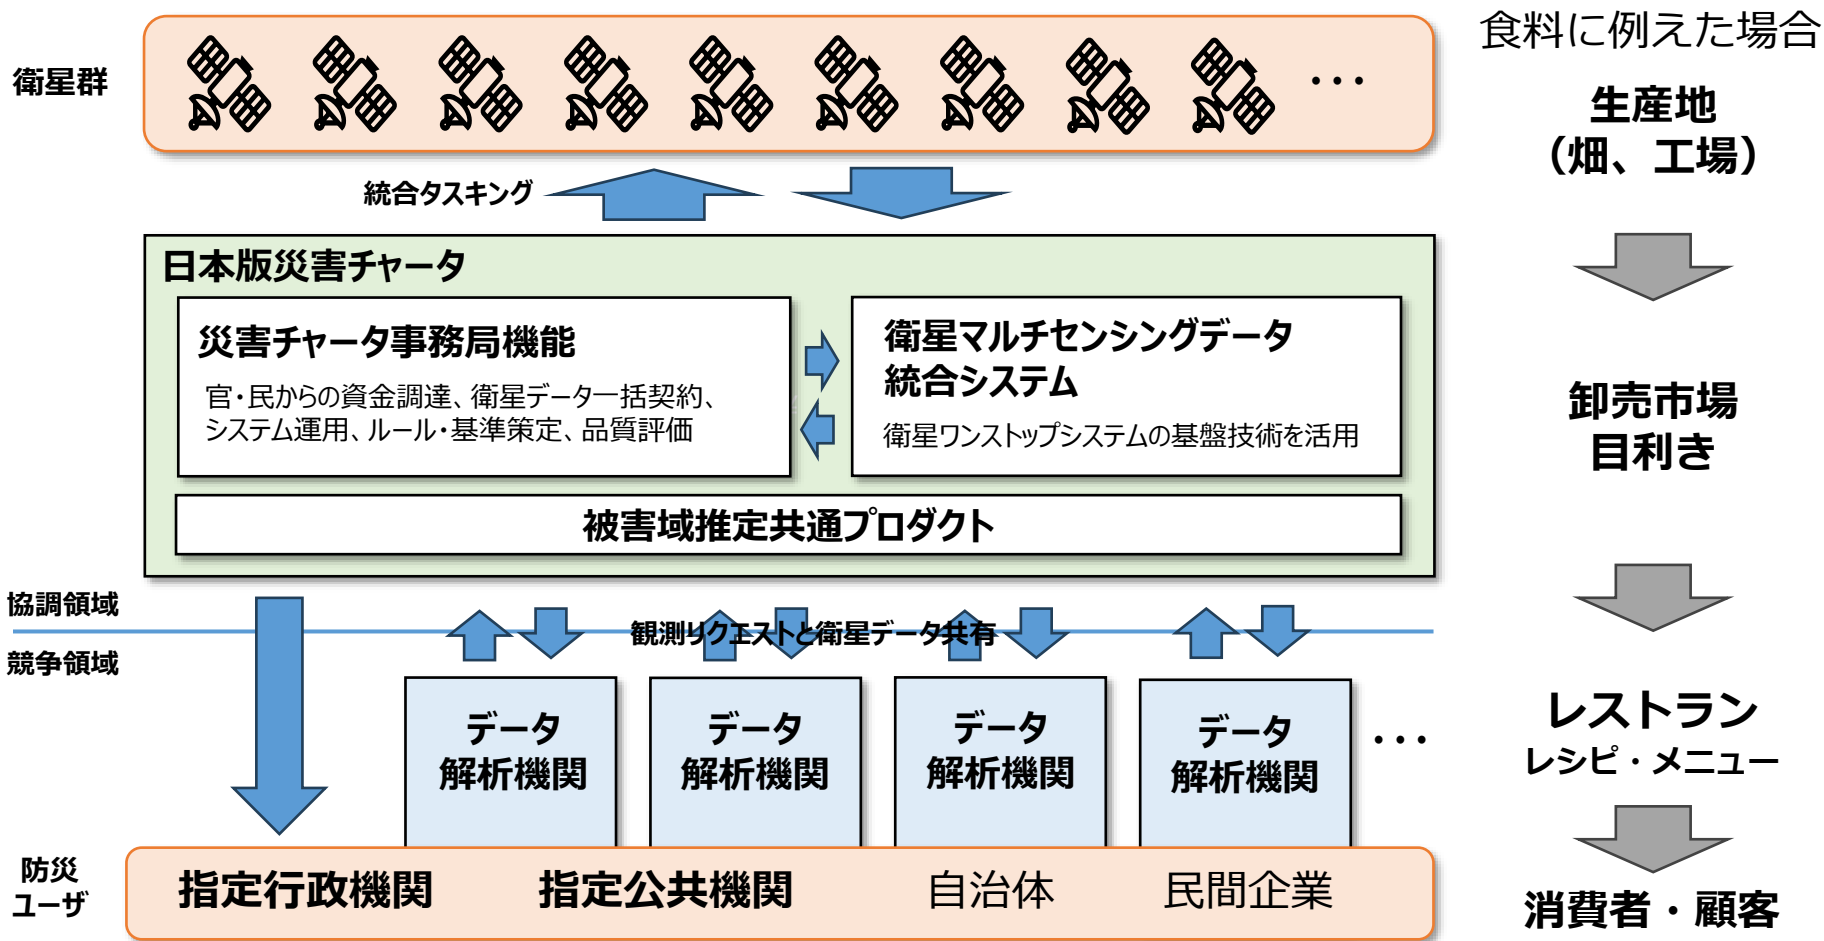 食料に例えた場合
衛星群
・・・
生産地
（畑、工場）
統合タスキング
日本版災害チャータ
災害チャータ事務局機能
官・民からの資金調達、衛星データ一括契約、
システム運用、ルール・基準策定、品質評価
衛星マルチセンシングデータ
統合システム
衛星ワンストップシステムの基盤技術を活用
卸売市場
目利き
被害域推定共通プロダクト
協調領域
観測リクエストと衛星データ共有
競争領域
データ
解析機関
データ
解析機関
データ
解析機関
データ
解析機関
・・・
レストラン
レシピ・メニュー
防災
ユーザ
指定行政機関
指定公共機関
自治体
民間企業
消費者・顧客